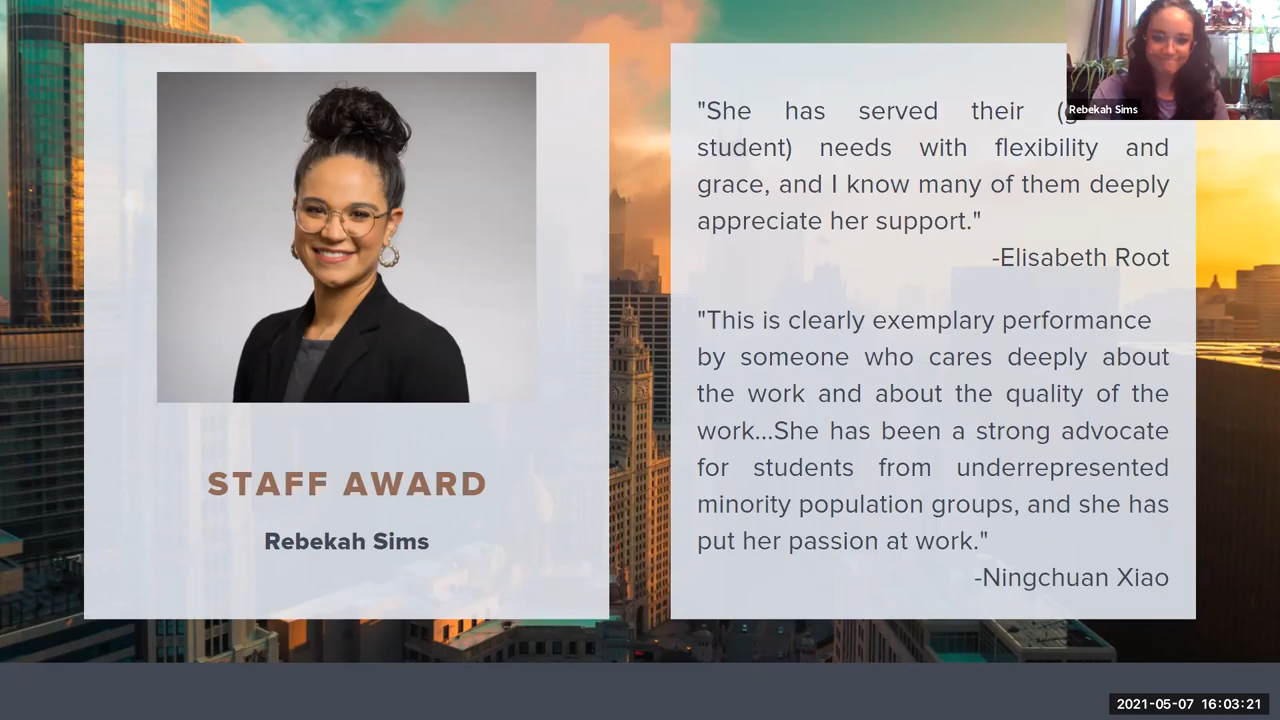 "She has served their
student) needs with flexibility and
grace, and I know many of them deeply
appreciate her support."
-Elisabeth Root
"This is clearly exemplary performance
by someone who cares deeply about
the work and about the quality of the
work...She has been a strong advocate
for students from underrepresented
minority population groups, and she has
put her passion at work."
-Ningchuan Xiao
STAFF AWARD
Rebekah Sims
Rebekah Sims
2021-05-07 16:03:21